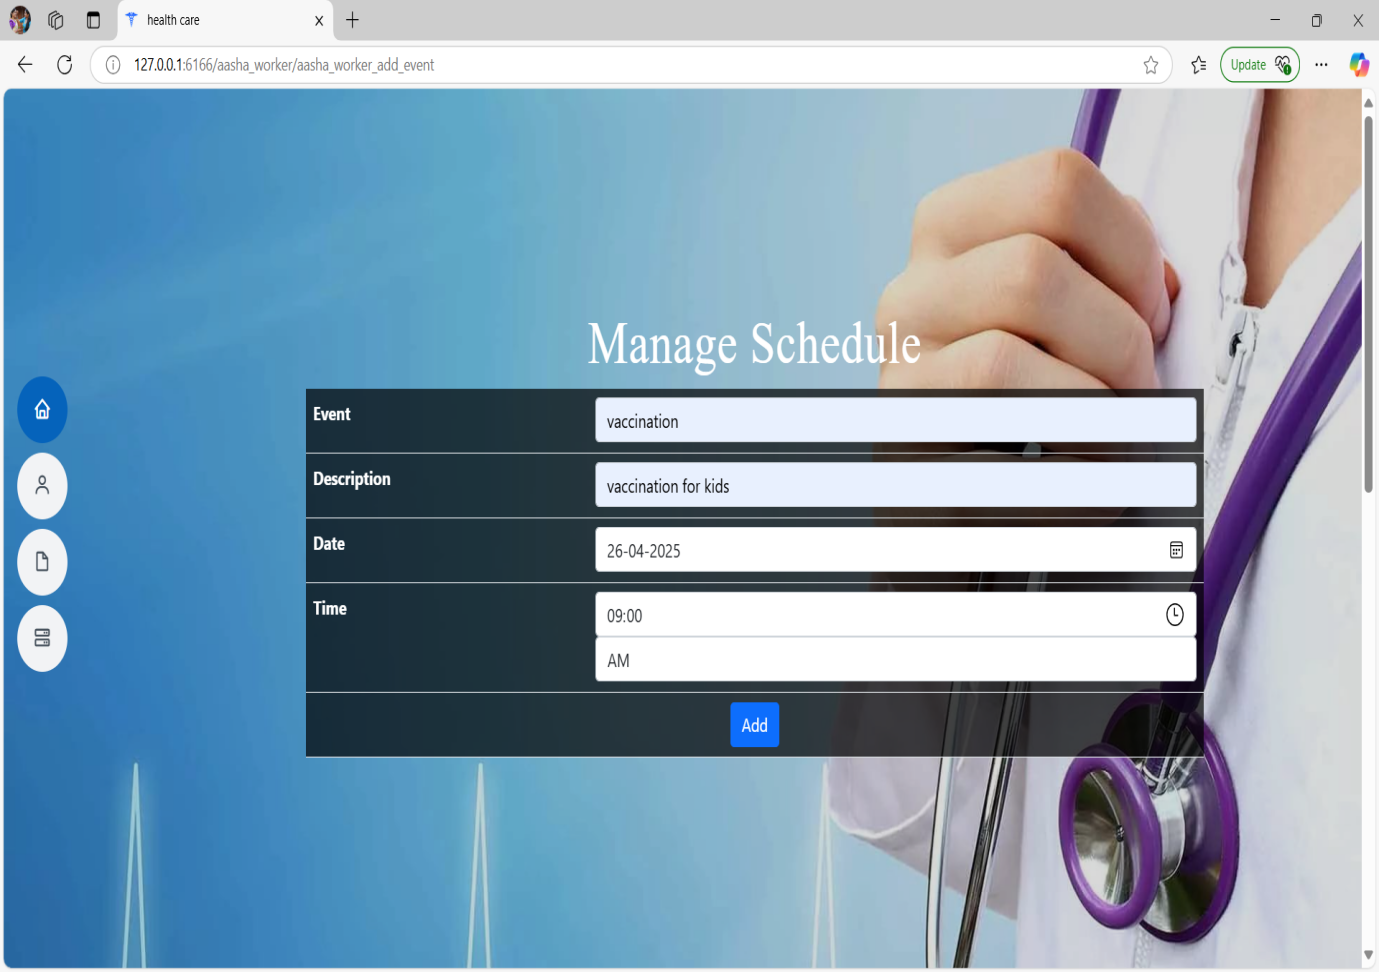 health care
127.0.0.1:6166/aasha_worker/aasha_worker_add_event
Update
Manage Schedule
Event
vaccination
Description
vaccination for kids
Date
26-04-2025
Time
09:00
AM
Add